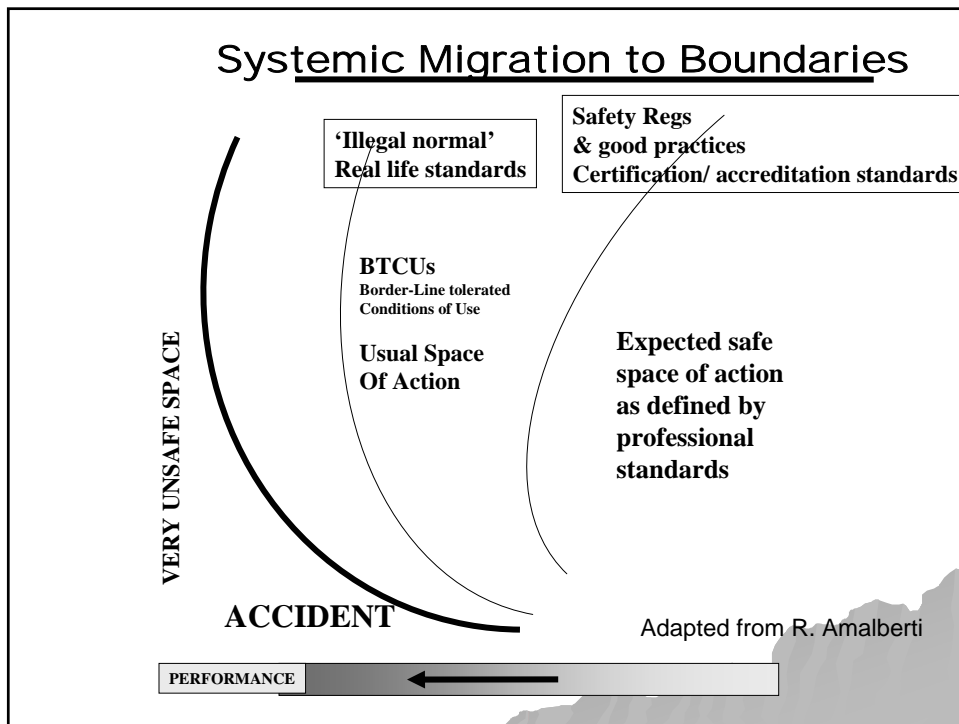 Systemic Migration to Boundaries
‘Illegal normal’
Real life standards
Safety Regs
& good practices
Certification/ accreditation standards
BTCUs
Border-Line tolerated
Conditions of Use
Usual Space
Of Action
Expected safe
space of action
as defined by
professional
standards
VERY UNSAFE SPACE
ACCIDENT
Adapted from R. Amalberti
PERFORMANCE